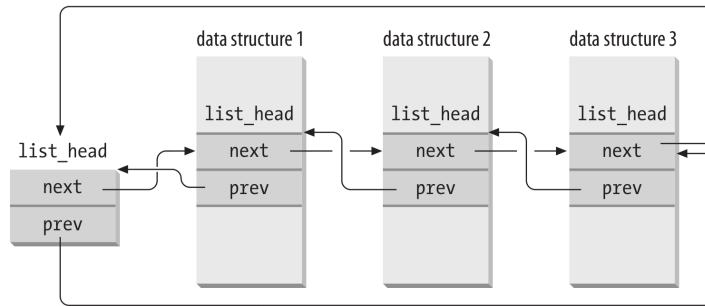 data structure 1
data structure 2
data structure 3
list_head
list_head
list_head
list_head
next
next
next
next
prev
prev
prev
prev